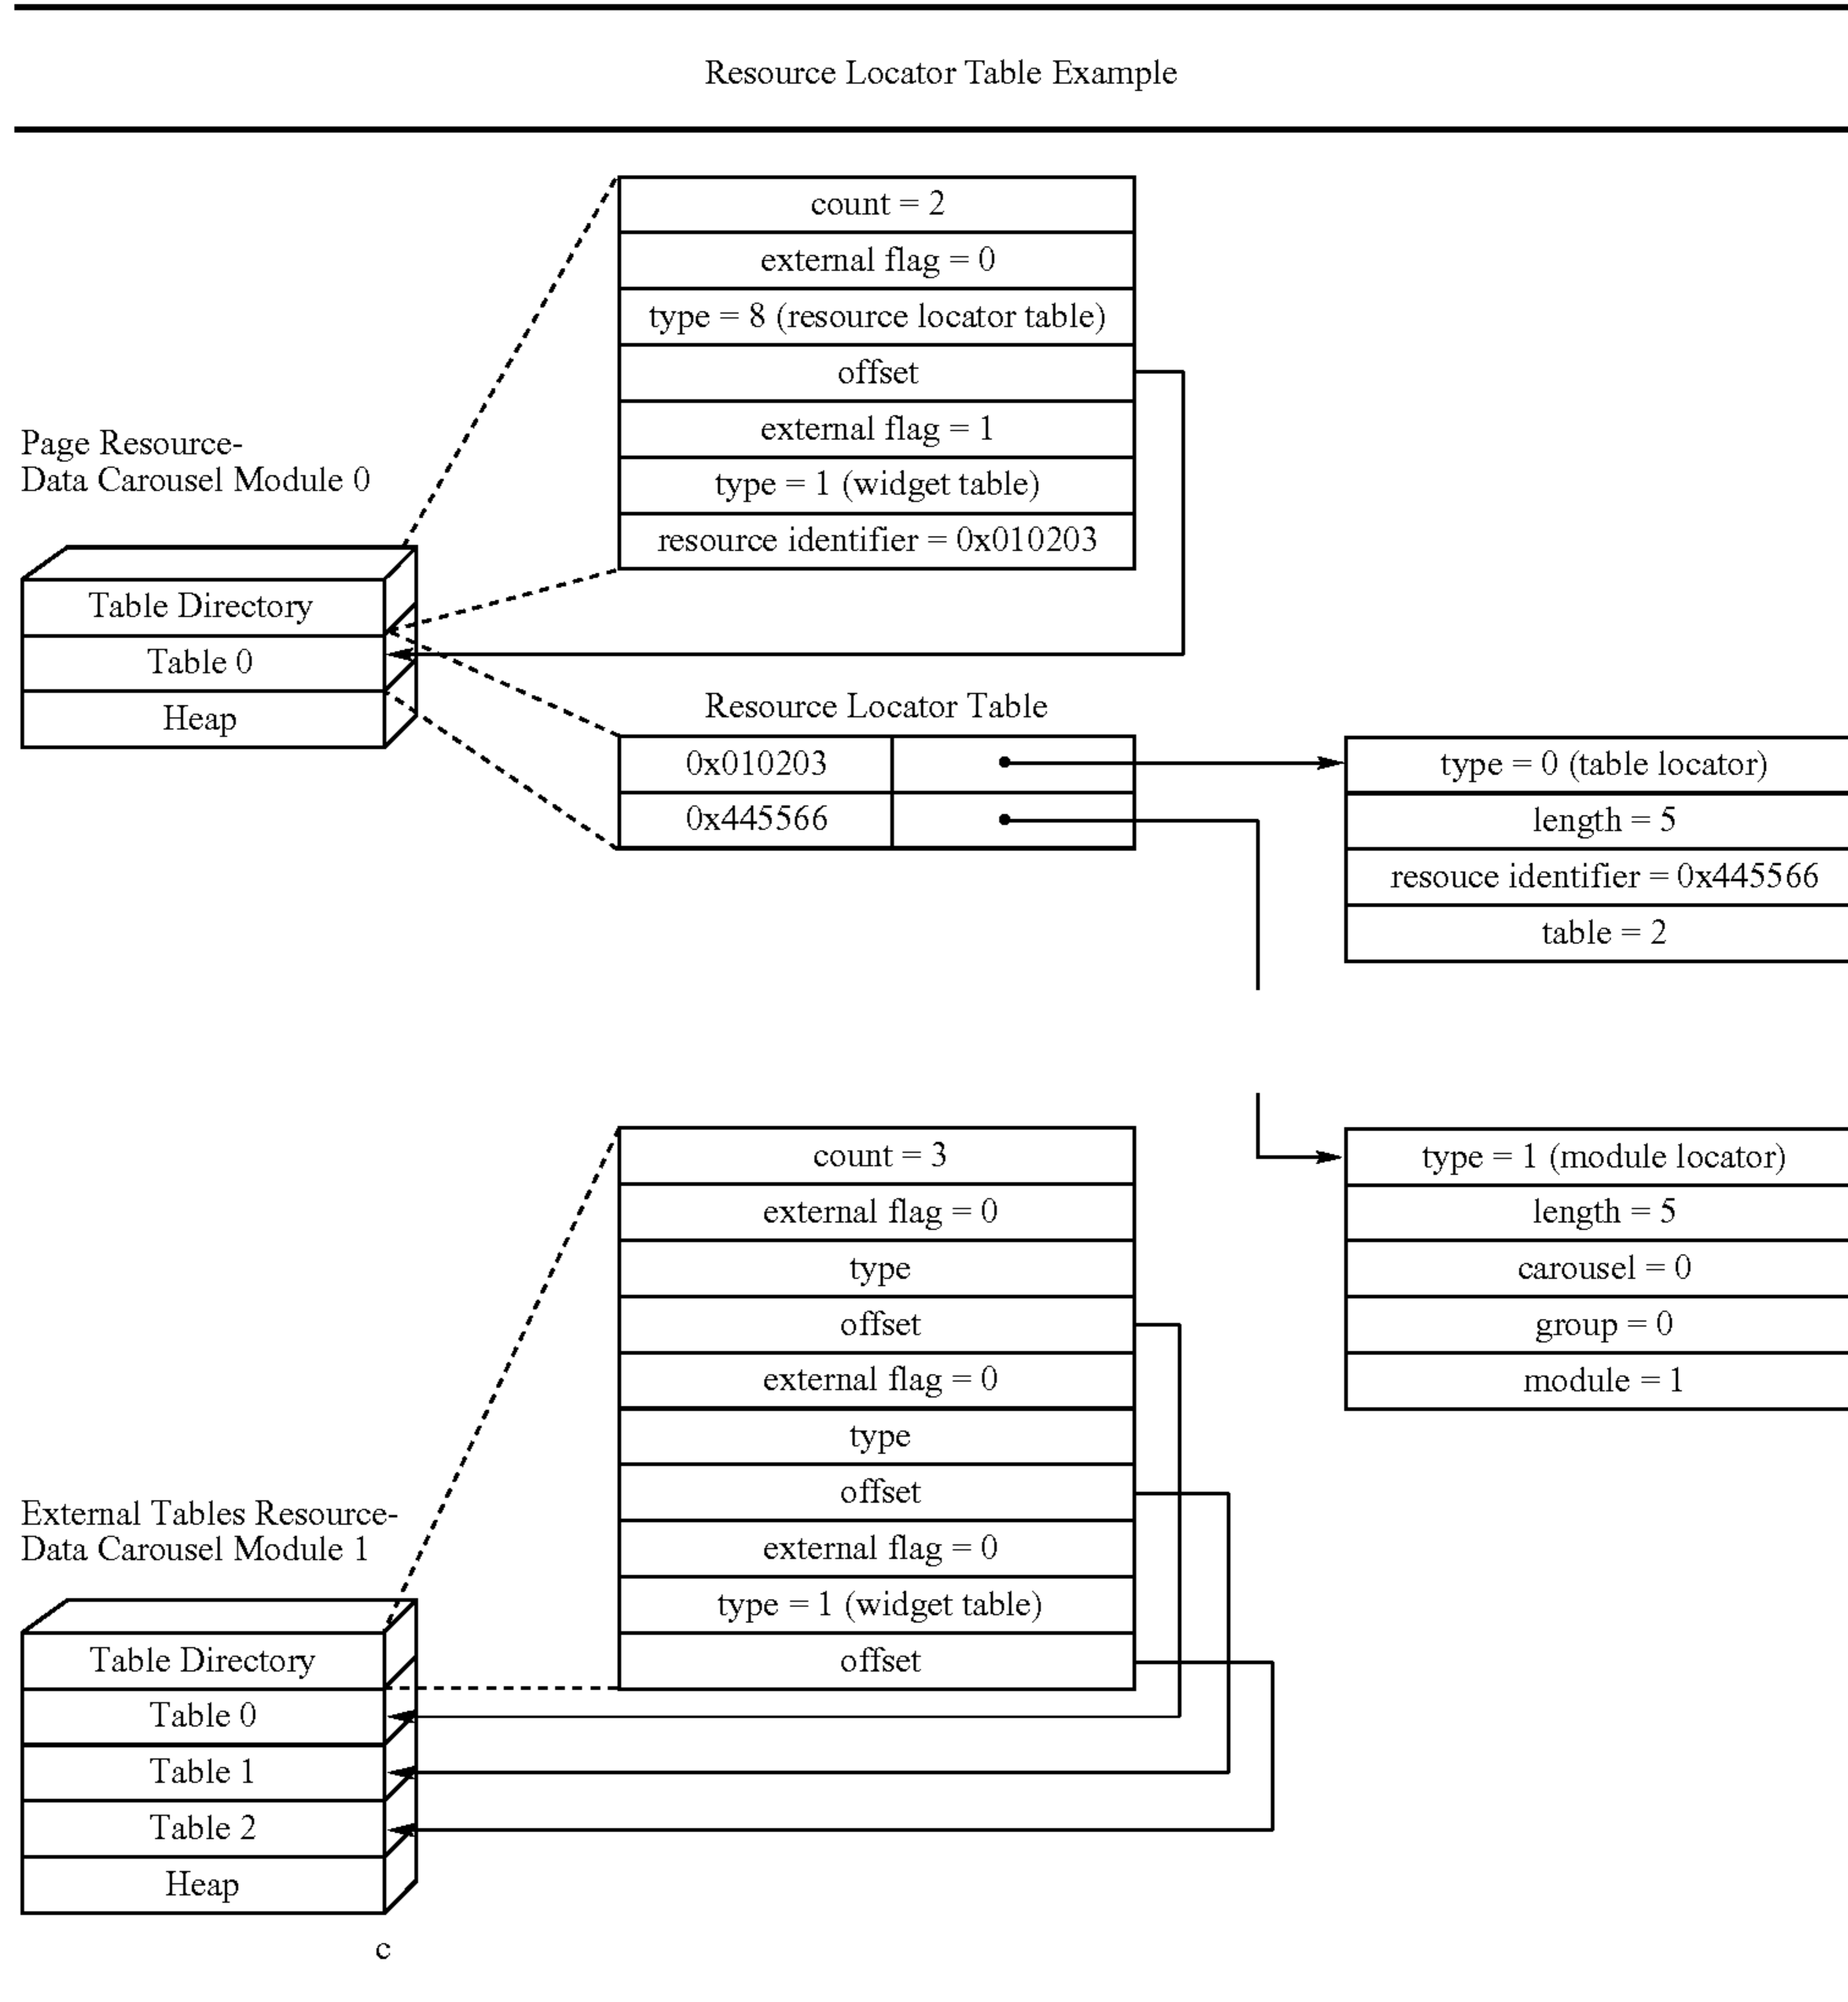 Resource Locator Table Example
count = 2
external flag = 0
type = 8 (resource locator table)
offset
external flag = 1
type = 1 (widget table)
resource identifier = 0x010203
Page Resource-
Data Carousel Module 0
Table Directory
Table 0
Heap
Resource Locator Table
0x010203
0x445566
type = 0 (table locator)
length = 5
resouce identifier = 0x445566
table = 2
count = 3
external flag = 0
type
offset
external flag = 0
type
offset
external flag = 0
type = 1 (widget table)
offset
type = 1 (module locator)
length = 5
carousel = 0
group = 0
module = 1
External Tables Resource-
Data Carousel Module 1
Table Directory
Table 0
Table 1
Table 2
Heap
c